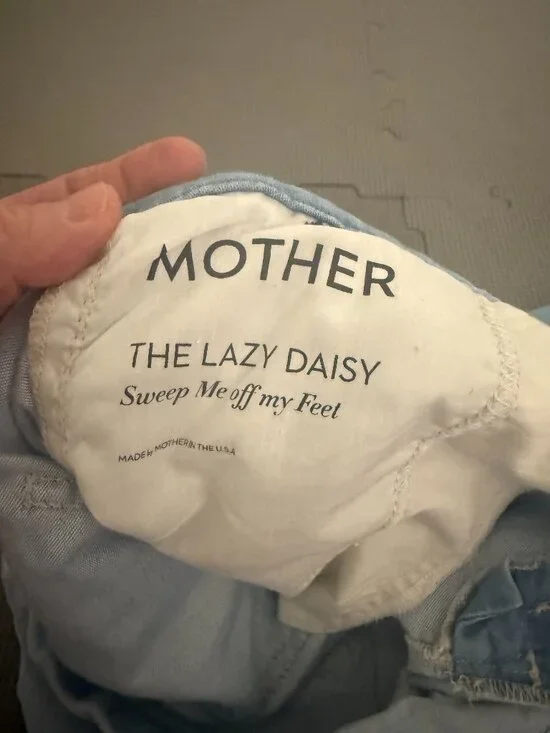 MOTHER
THE LAZY DAISY
Sweep Me off my Feet
MADE by MOTHER IN THE U.S.A